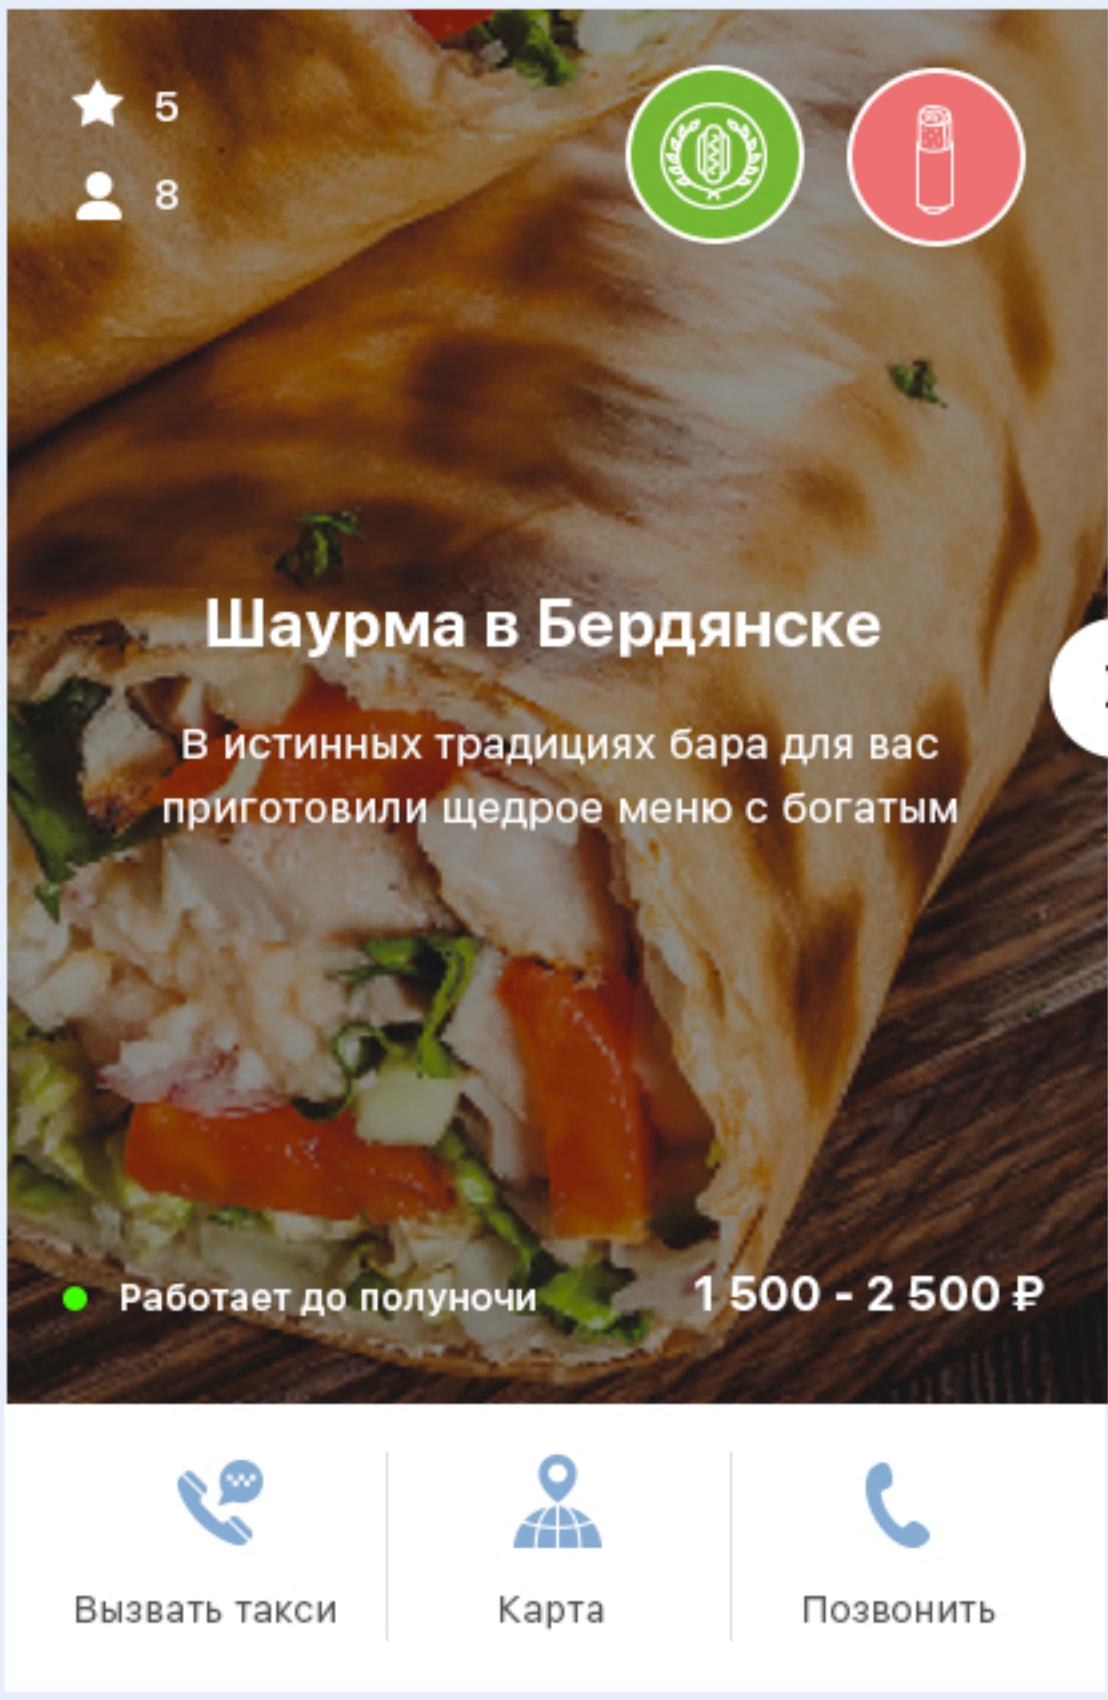 5
8
Шаурма в Бердянске
В истинных традициях бара для вас
приготовили щедрое меню с богатым
Работает до полуночи
1 500 - 2 500 ₽
Вызвать такси
Карта
Позвонить